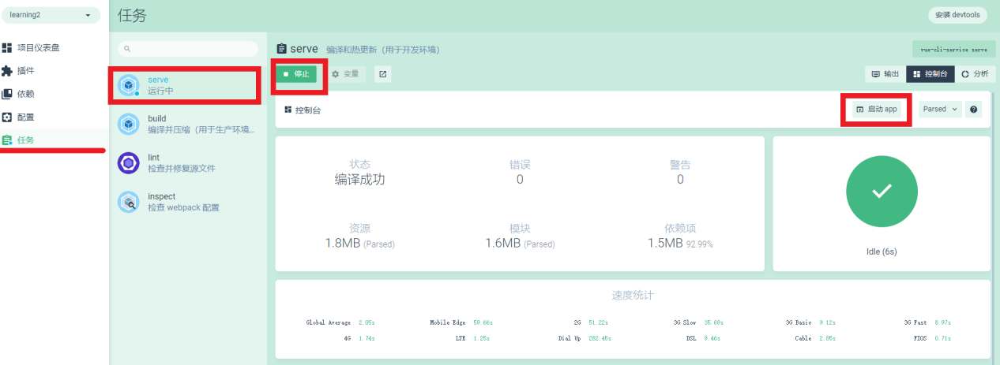 learning2
任务
安装 devtools
项目仪表盘
插件
依赖
配置
任务
serve
运行中
build
编译并压缩（用于生产环境...
lint
检查并修复源文件
inspect
检查 webpack 配置
serve 编译和热更新（用于开发环境）
vue-cli-service serve
停止 变量
输出 控制台 分析
控制台
启动 app Parsed
状态 错误 警告
编译成功 0 0
资源 模块 依赖项
1.8MB (Parsed) 1.6MB (Parsed) 1.5MB 92.99%
Idle (6s)
速度统计
Global Average 2.05s Mobile Edge 59.66s 2G 51.22s 3G Slow 35.69s 3G Basic 9.12s 3G Fast 8.97s
4G 1.74s LTE 1.25s Dial Up 282.45s DSL 9.46s Cable 2.85s FIOS 0.71s